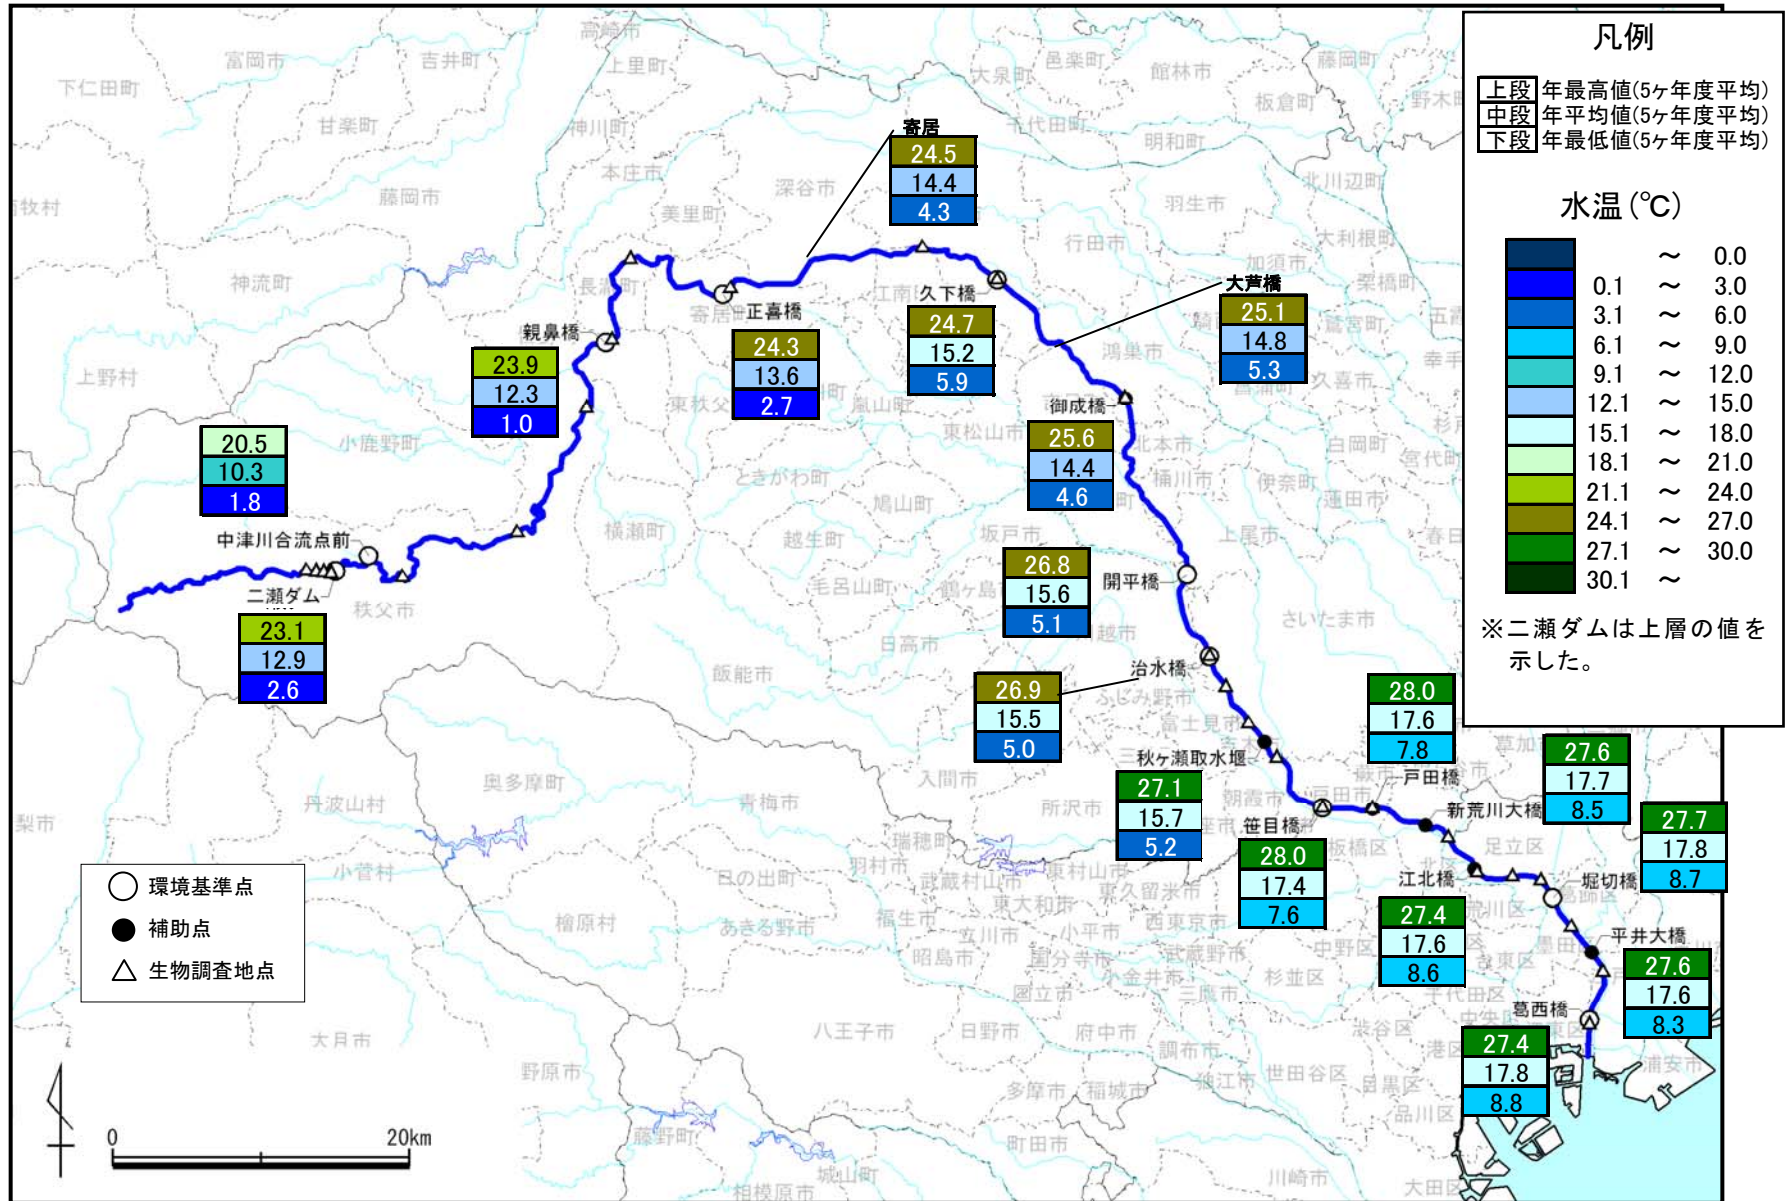 凡例
上段 年最高値(5ヶ年度平均)
中段 年平均値(5ヶ年度平均)
下段 年最低値(5ヶ年度平均)
水温(℃)
～ 0.0
0.1 ～ 3.0
3.1 ～ 6.0
6.1 ～ 9.0
9.1 ～ 12.0
12.1 ～ 15.0
15.1 ～ 18.0
18.1 ～ 21.0
21.1 ～ 24.0
24.1 ～ 27.0
27.1 ～ 30.0
30.1 ～
※二瀬ダムは上層の値を
示した。
高崎市
富岡市
吉井町
上里町
大泉町
邑楽町
館林市
藤岡町
下仁田町
板倉町
野木町
甘楽町
神川町
千代田町
明和町
寄居
24.5
14.4
4.3
本庄市
深谷市
北川辺町
藤岡市
美里町
羽生市
行田市
大利根町
加須市
神流町
栗橋町
大芦橋
25.1
14.8
5.3
久下橋
24.7
15.2
5.9
正喜橋
24.3
13.6
2.7
親鼻橋
23.9
12.3
1.0
鷲宮町
鴻巣市
上野村
久喜市
御成橋
25.6
14.4
4.6
嵐山町
東松山市
北本市
白岡町
宮代町
小鹿野町
20.5
10.3
1.8
中津川合流点前
ときがわ町
桶川市
伊奈町
蓮田市
鳩山町
横瀬町
越生町
坂戸市
上尾市
二瀬ダム
23.1
12.9
2.6
秩父市
毛呂山町
開平橋
26.8
15.6
5.1
さいたま市
日高市
飯能市
治水橋
26.9
15.5
5.0
ふじみ野市
富士見市
28.0
17.6
7.8
戸田橋
秋ヶ瀬取水堰
27.1
15.7
5.2
入間市
所沢市
朝霞市
戸田市
新荒川大橋
27.6
17.7
8.5
奥多摩町
丹波山村
青梅市
笹目橋
28.0
17.4
7.6
板橋区
足立区
北区
27.7
17.8
8.7
堀切橋
瑞穂町
羽村市
小菅村
日の出町
武蔵村山市
東村山市
東久留米市
江北橋
27.4
17.6
8.6
葛飾区
荒川区
東大和市
檜原村
あきる野市
福生市
立川市
小平市
西東京市
中野区
墨田区
台東区
平井大橋
27.6
17.6
8.3
昭島市
国分寺市
武蔵野市
小金井市
杉並区
国立市
三鷹市
千代田区
中央区
葛西橋
27.4
17.8
8.8
大月市
八王子市
日野市
府中市
調布市
渋谷区
浦安市
野原市
狛江市
世田谷区
目黒区
品川区
多摩市
稲城市
藤野町
町田市
城山町
相模原市
川崎市
大田区
環境基準点
補助点
生物調査地点
0 20km